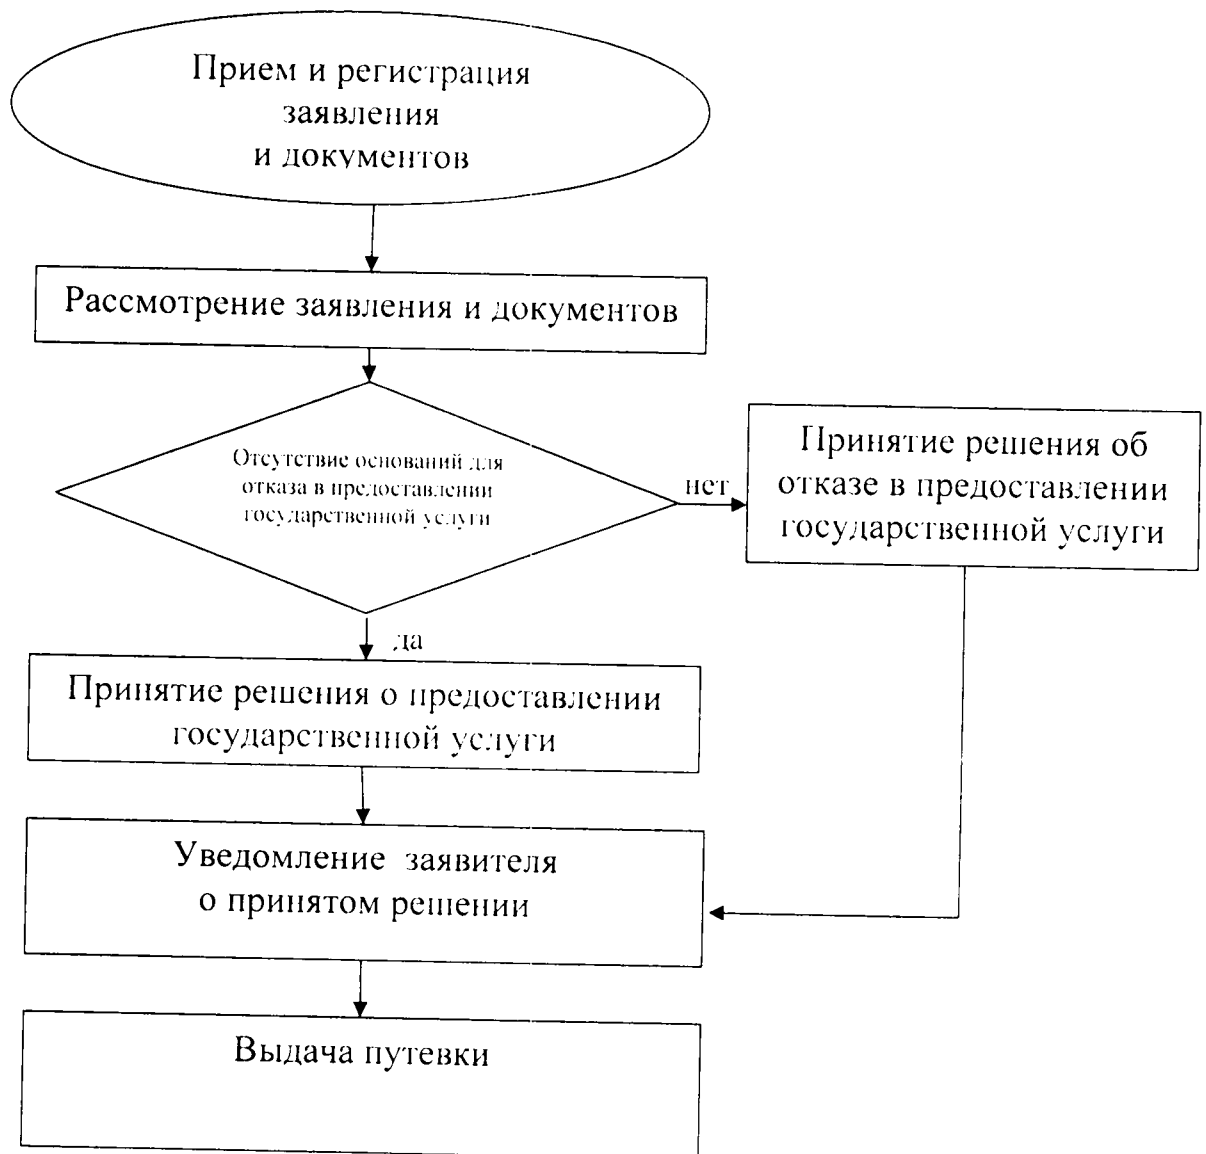 Прием и регистрация
заявления
и документов
Рассмотрение заявления и документов
Отсутствие оснований для
отказа в предоставлении
государственной услуги
нет
Принятие решения об
отказе в предоставлении
государственной услуги
да
Принятие решения о предоставлении
государственной услуги
Уведомление заявителя
о принятом решении
Выдача путевки